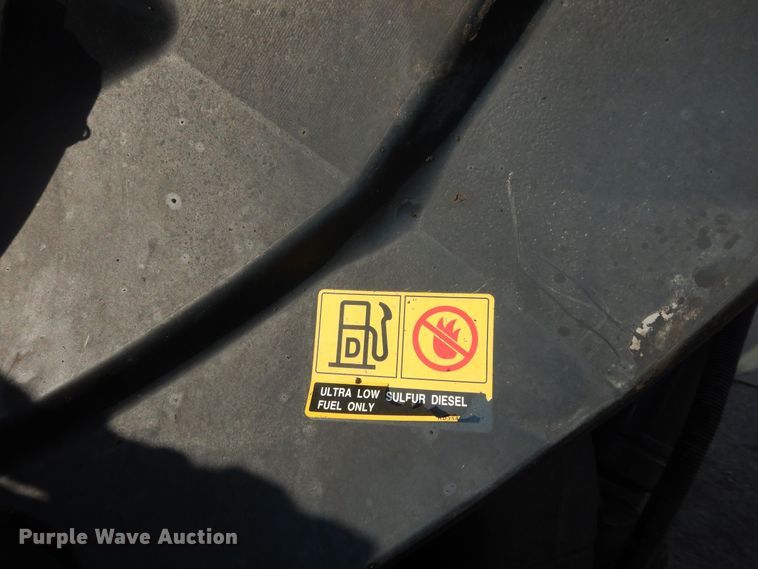 D
ULTRA LOW SULFUR DIESEL
FUEL ONLY
Purple Wave Auction